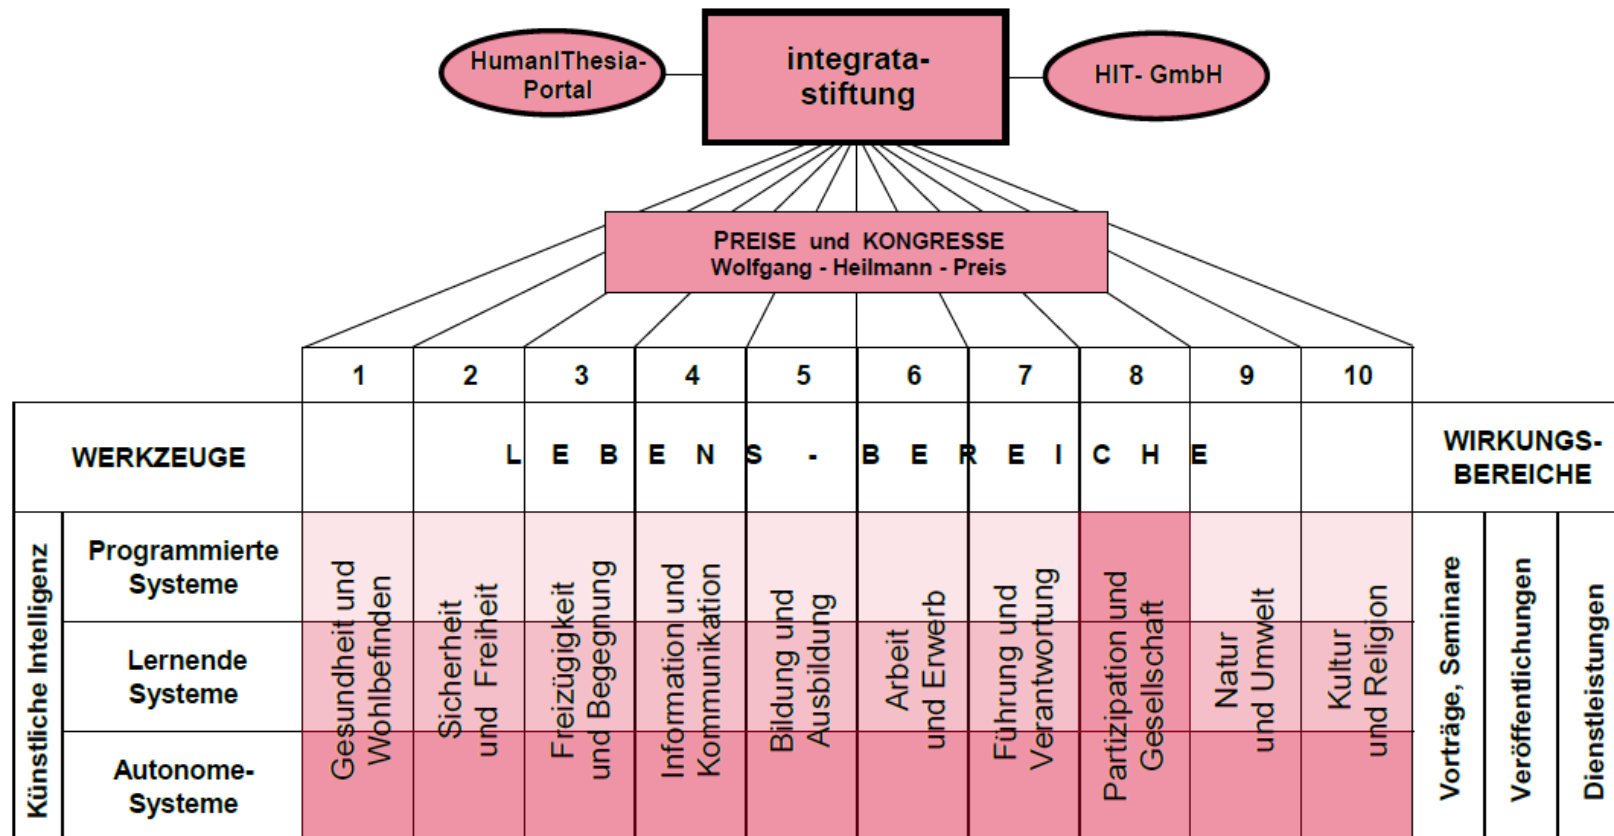 HumanIThesia-
Portal
integrata-
stiftung
HIT- GmbH
PREISE und KONGRESSE
Wolfgang - Heilmann - Preis
1 2 3 4 5 6 7 8 9 10
WERKZEUGE
L E B E N S - B E R E I C H E
WIRKUNGS-
BEREICHE
Künstliche Intelligenz
Programmierte
Systeme
Lernende
Systeme
Autonome-
Systeme
Gesundheit und
Wohlbefinden
Sicherheit
und Freiheit
Freizügigkeit
und Begegnung
Information und
Kommunikation
Bildung und
Ausbildung
Arbeit
und Erwerb
Führung und
Verantwortung
Partizipation und
Gesellschaft
Natur
und Umwelt
Kultur
und Religion
Vorträge, Seminare
Veröffentlichungen
Dienstleistungen